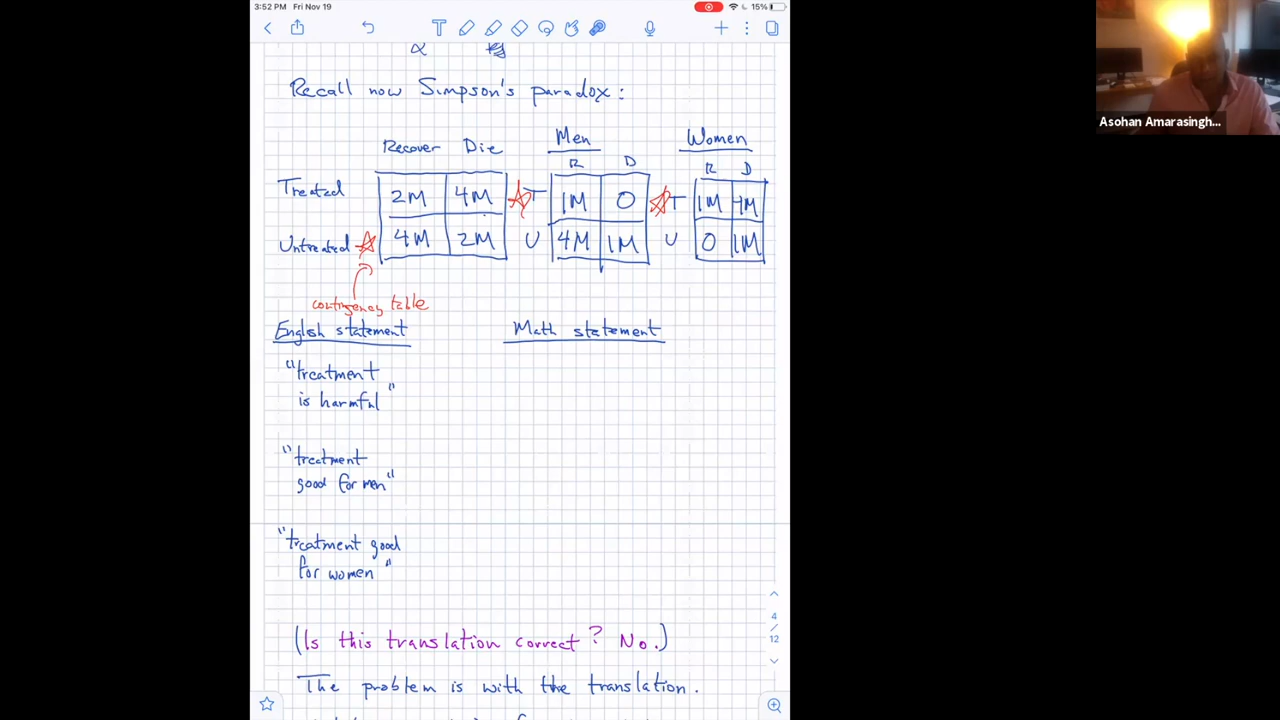 3:52 PM Fri Nov 19
15%
α
Recall now Simpson's paradox:
Recover Die
Men
Women
R D
R D
Treated 2M 4M
T 1M 0
T 1M 4M
Untreated 4M 2M
U 4M 1M
U 0 1M
contingency table
English statement Math statement
"treatment
is harmful"
"treatment
good for men"
"treatment good
for women"
(Is this translation correct? No.)
The problem is with the translation.
4
/
12
Asohan Amarasingh...